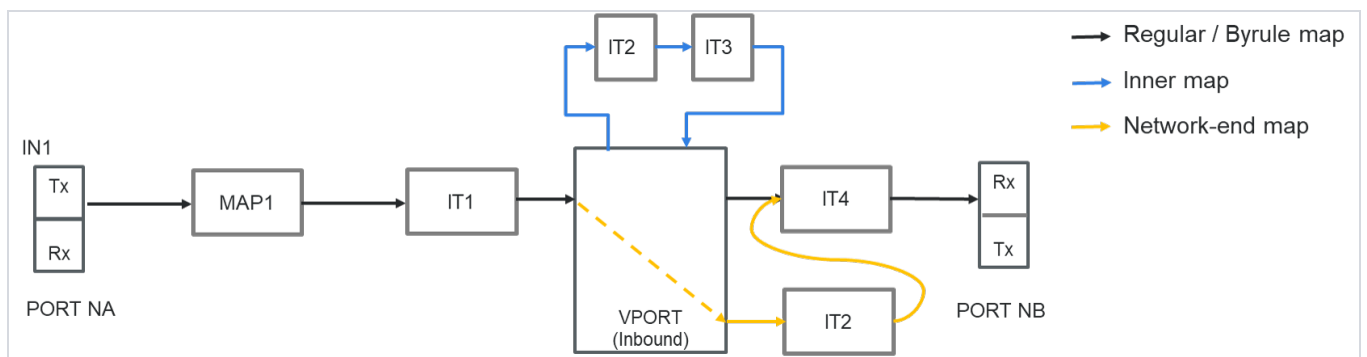 IT2
IT3
Regular / Byrule map
Inner map
Network-end map
IN1
Tx
Rx
PORT NA
MAP1
IT1
VPORT
(Inbound)
IT4
IT2
Rx
Tx
PORT NB